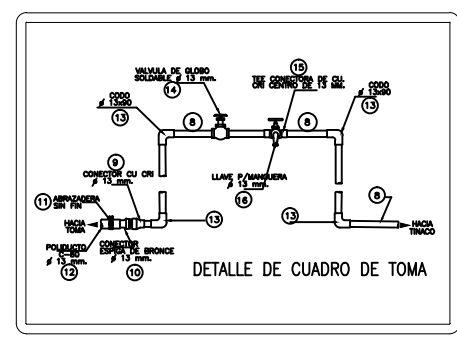 VALVULA DE GLOBO
SOLDABLE ø 13 mm.
14
15
TEE CONECTORA DE CU.
CRI CENTRO DE 13 MM.
CODO
ø 13x90
13
CODO
ø 13x90
13
8
8
9
CONECTOR CU CRI
ø 13 mm.
LLAVE P/MANGUERA
ø 13 mm.
16
11
ABRAZADERA
SIN FIN
HACIA
TOMA
13
13
8
HACIA
TINACO
POLIDUCTO
C-80
ø 13 mm.
12
CONECTOR
ESPIGA DE BRONCE
ø 13 mm.
10
DETALLE DE CUADRO DE TOMA